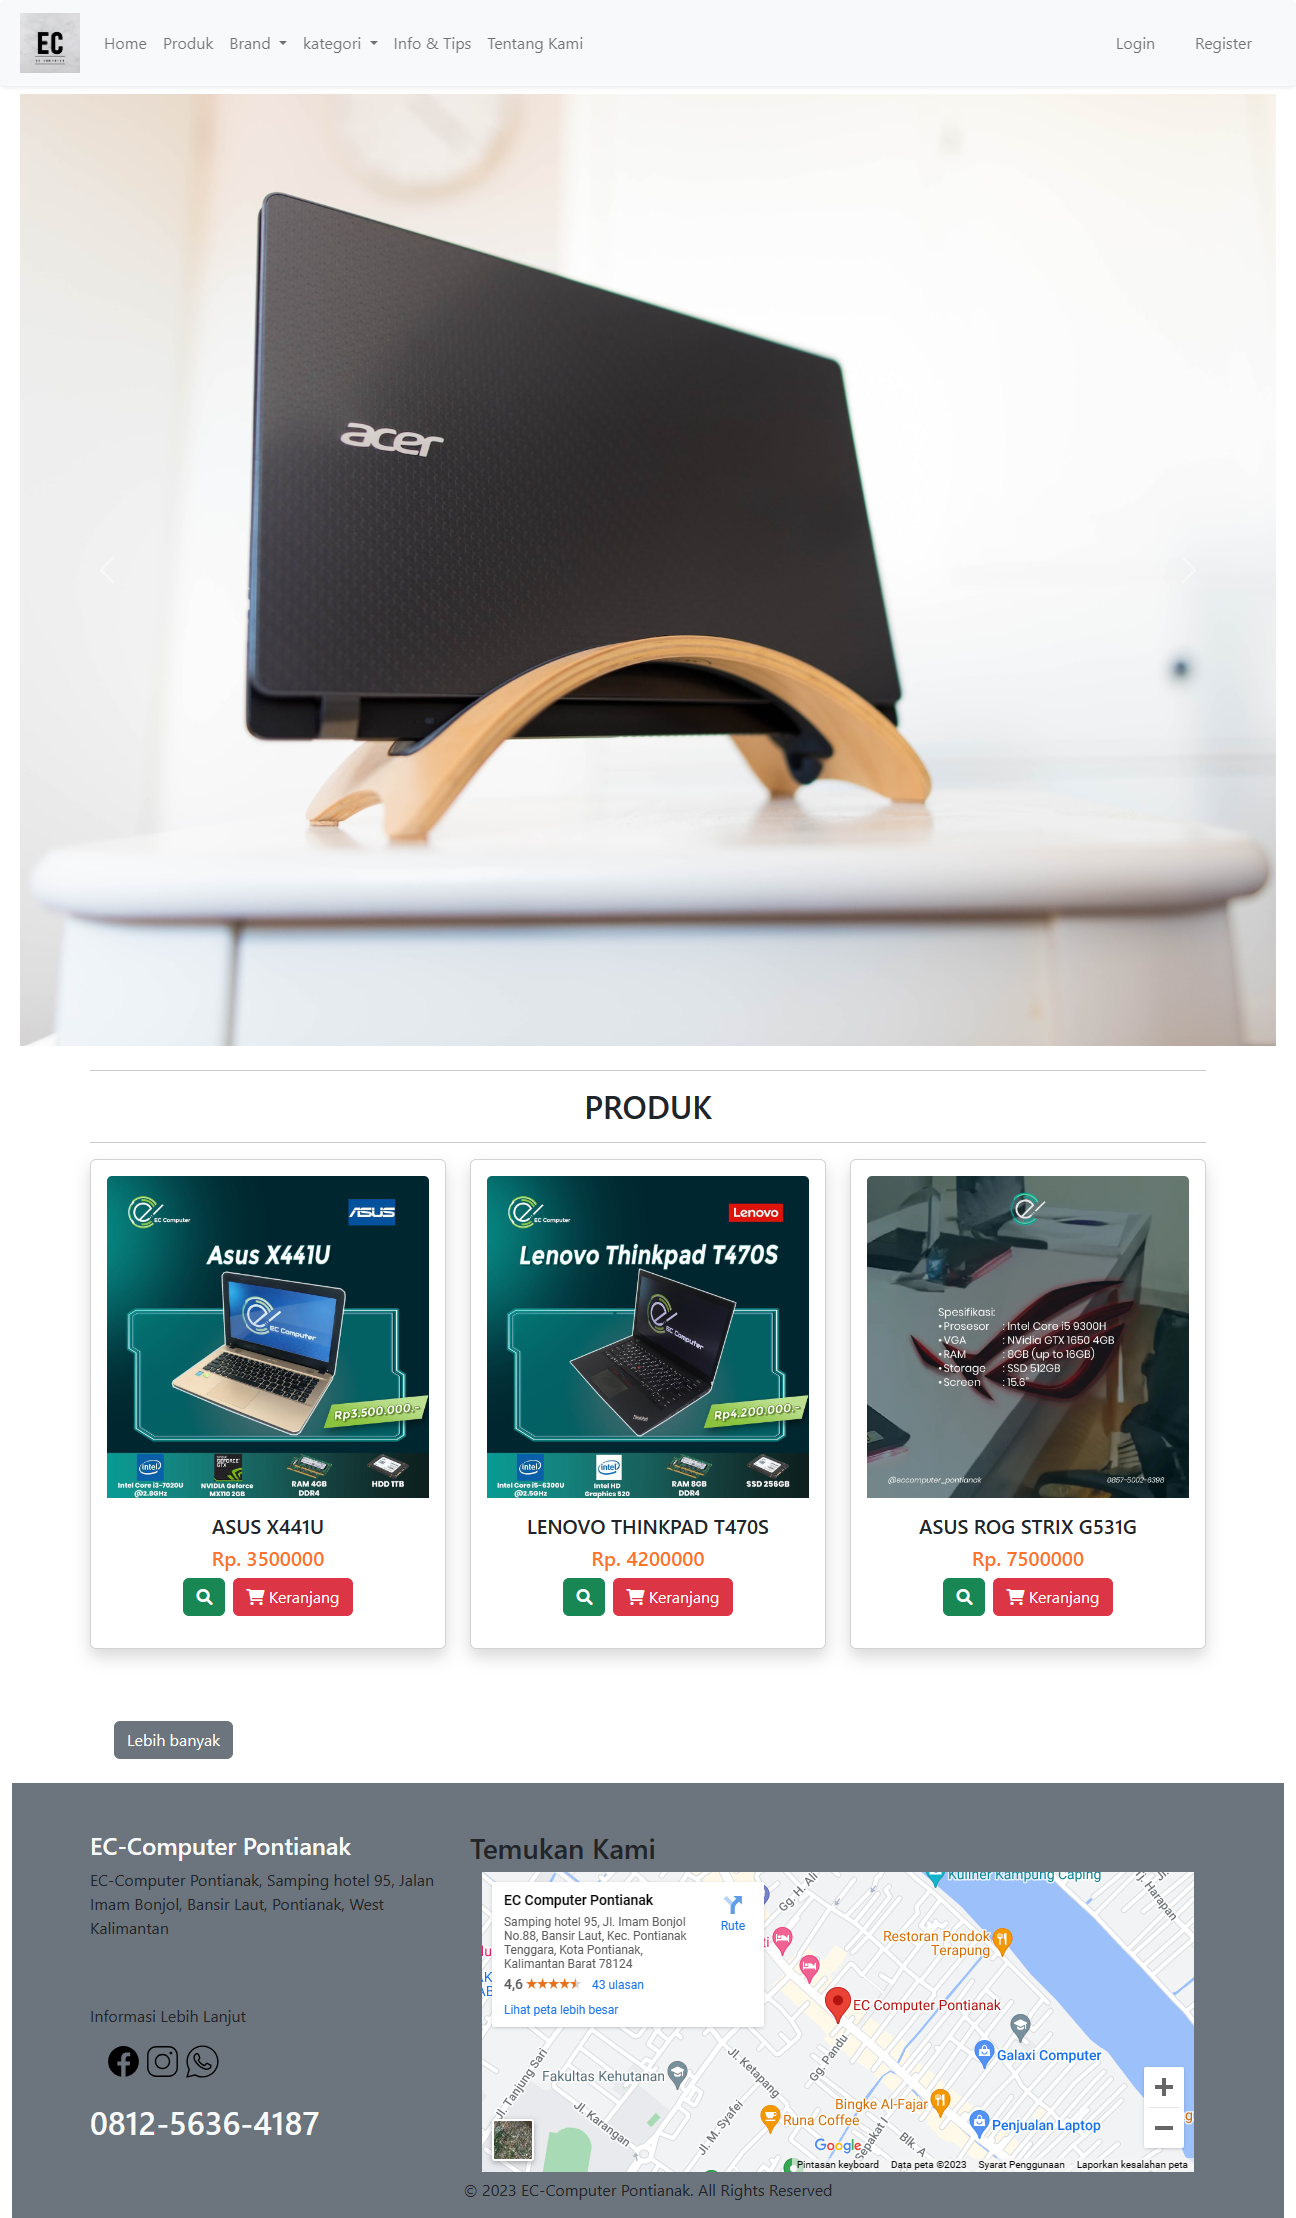 EC
EC COMPUTER
Home Produk Brand kategori Info & Tips Tentang Kami Login Register
acer
PRODUK
EC Computer
ASUS
Asus X441U
EC Computer
Rp3.500.000.-
Intel Core i3-7020U @2.8GHz
NVIDIA Geforce MX110 2GB
RAM 4GB DDR4
HDD 1TB
ASUS X441U
Rp. 3500000
Keranjang
EC Computer
Lenovo
Lenovo Thinkpad T470S
EC Computer
ThinkPad
Rp4.200.000.-
Intel Core i5-6300U @2.5GHz
Intel HD Graphics 520
RAM 8GB DDR4
SSD 256GB
LENOVO THINKPAD T470S
Rp. 4200000
Keranjang
Spesifikasi:
•Prosesor : Intel Core i5 9300H
•VGA : NVidia GTX 1650 4GB
•RAM : 8GB (up to 16GB)
•Storage : SSD 512GB
•Screen : 15.6"
@eccomputer_pontianak 0857-5002-6398
ASUS ROG STRIX G531G
Rp. 7500000
Keranjang
Lebih banyak
EC-Computer Pontianak
EC-Computer Pontianak, Samping hotel 95, Jalan
Imam Bonjol, Bansir Laut, Pontianak, West
Kalimantan
Informasi Lebih Lanjut
0812-5636-4187
Temukan Kami
EC Computer Pontianak
Samping hotel 95, Jl. Imam Bonjol
No.88, Bansir Laut, Kec. Pontianak
Tenggara, Kota Pontianak,
Kalimantan Barat 78124
4,6 43 ulasan
Lihat peta lebih besar
Rute
Gg. H. Ali
Kuliner Kampung Caping
Tj. Harapan
Restoran Pondok
Terapung
EC Computer Pontianak
Galaxi Computer
Gg. Pandu
Jl. Ketapang
Fakultas Kehutanan
Jl. Tanjung Sari
Jl. Karangan
Jl. M. Syafei
Runa Coffee
Bingke Al-Fajar
Penjualan Laptop
Sepakat I
Blk. A
Google
Pintasan keyboard Data peta ©2023 Syarat Penggunaan Laporkan kesalahan peta
© 2023 EC-Computer Pontianak. All Rights Reserved